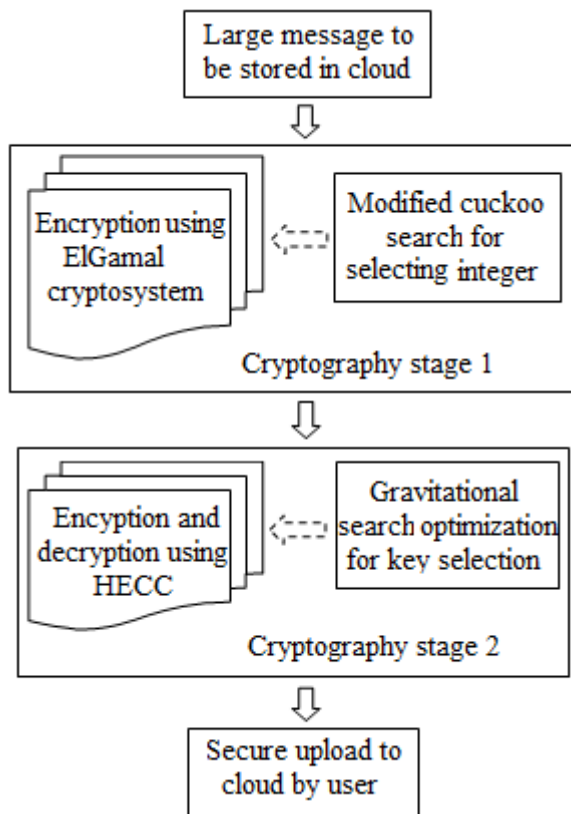 Large message to
be stored in cloud
Encryption using
ElGamal
cryptosystem
Modified cuckoo
search for
selecting integer
Cryptography stage 1
Encyption and
decryption using
HECC
Gravitational
search optimization
for key selection
Cryptography stage 2
Secure upload to
cloud by user